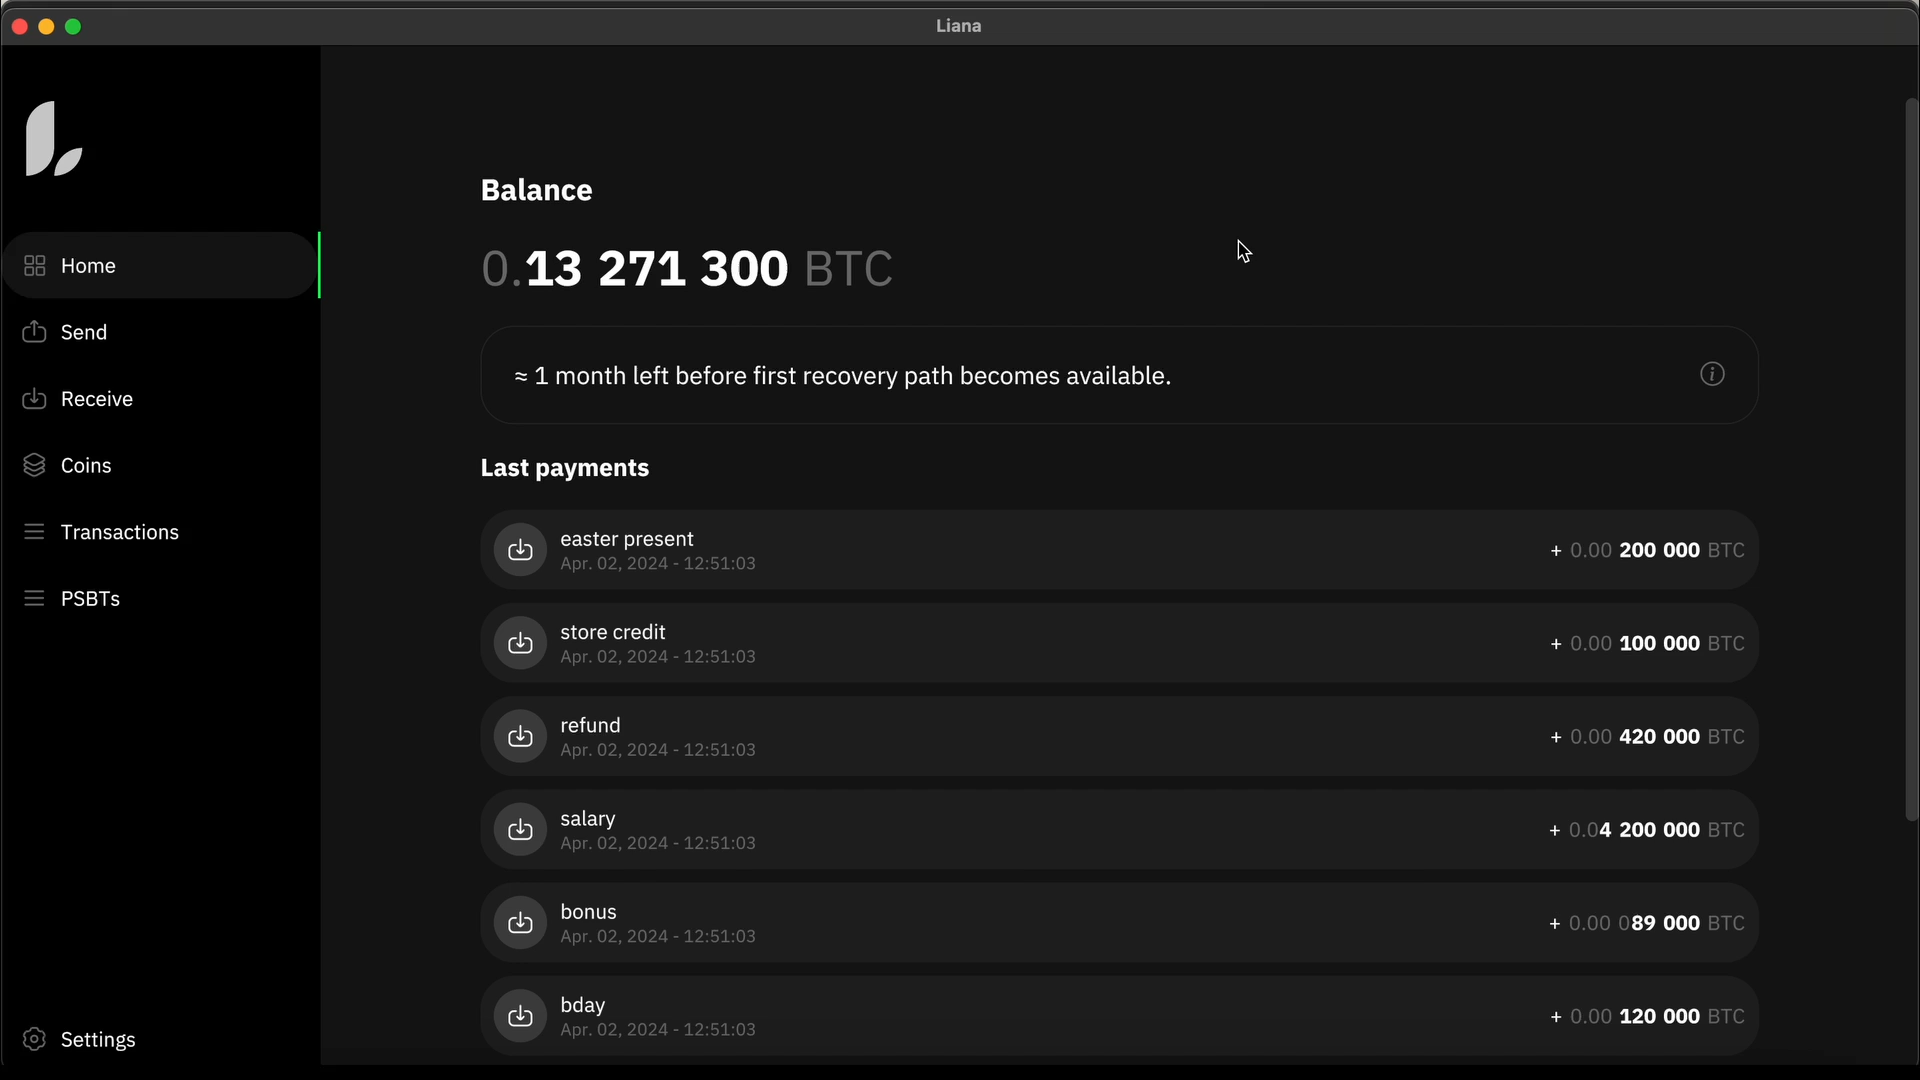 Liana
Home
Send
Receive
Coins
Transactions
PSBTs
Settings
Balance
0.13 271 300 BTC
≈ 1 month left before first recovery path becomes available.
Last payments
easter present
Apr. 02, 2024 - 12:51:03
+ 0.00 200 000 BTC
store credit
Apr. 02, 2024 - 12:51:03
+ 0.00 100 000 BTC
refund
Apr. 02, 2024 - 12:51:03
+ 0.00 420 000 BTC
salary
Apr. 02, 2024 - 12:51:03
+ 0.04 200 000 BTC
bonus
Apr. 02, 2024 - 12:51:03
+ 0.00 089 000 BTC
bday
Apr. 02, 2024 - 12:51:03
+ 0.00 120 000 BTC